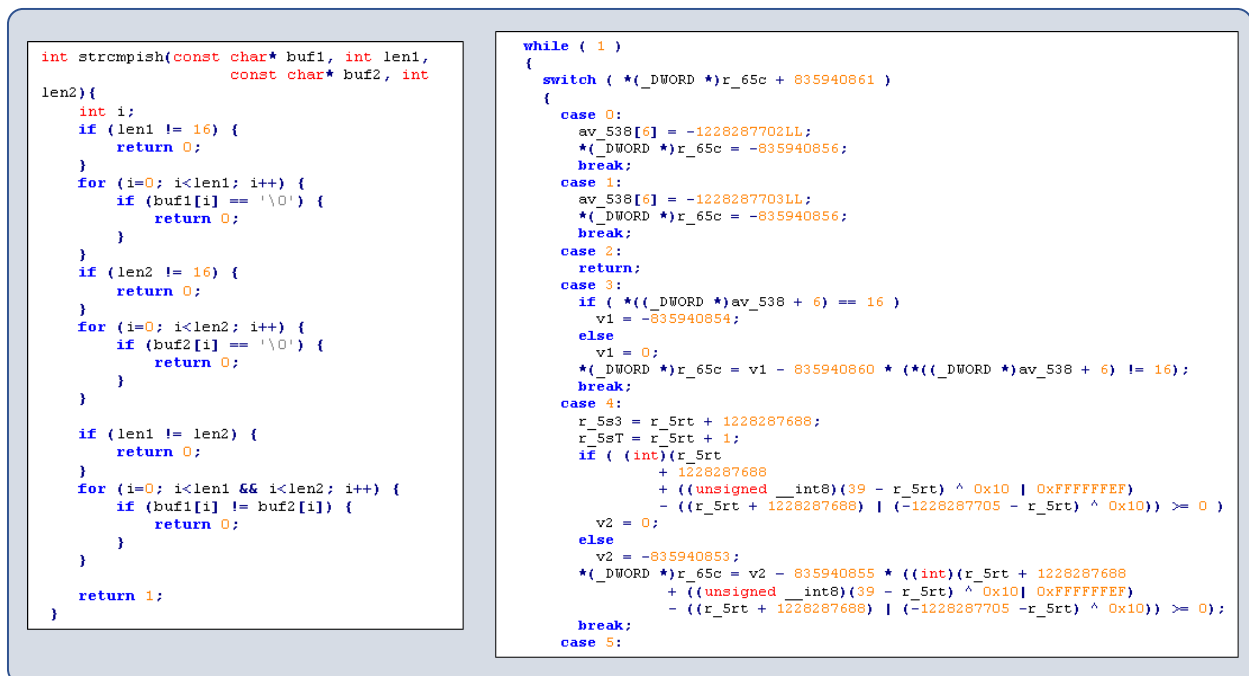 int strcmpish(const char* buf1, int len1,
                    const char* buf2, int
len2){
    int i;
    if (len1 != 16) {
        return 0;
    }
    for (i=0; i<len1; i++) {
        if (buf1[i] == '\0') {
            return 0;
        }
    }
    if (len2 != 16) {
        return 0;
    }
    for (i=0; i<len2; i++) {
        if (buf2[i] == '\0') {
            return 0;
        }
    }
    if (len1 != len2) {
        return 0;
    }
    for (i=0; i<len1 && i<len2; i++) {
        if (buf1[i] != buf2[i]) {
            return 0;
        }
    }
    return 1;
}
while ( 1 )
{
  switch ( *(_DWORD *)r_65c + 835940861 )
  {
    case 0:
      av_538[6] = -1228287702LL;
      *(_DWORD *)r_65c = -835940856;
      break;
    case 1:
      av_538[6] = -1228287703LL;
      *(_DWORD *)r_65c = -835940856;
      break;
    case 2:
      return;
    case 3:
      if ( *((_DWORD *)av_538 + 6) == 16 )
        v1 = -835940854;
      else
        v1 = 0;
      *(_DWORD *)r_65c = v1 - 835940860 * (*((_DWORD *)av_538 + 6) != 16);
      break;
    case 4:
      r_5s3 = r_5rt + 1228287688;
      r_5sT = r_5rt + 1;
      if ( (int)(r_5rt
               + 1228287688
               + ((unsigned __int8)(39 - r_5rt) ^ 0x10 | 0xFFFFFFEF)
               - ((r_5rt + 1228287688) | (-1228287705 - r_5rt) ^ 0x10)) >= 0 )
        v2 = 0;
      else
        v2 = -835940853;
      *(_DWORD *)r_65c = v2 - 835940855 * ((int)(r_5rt + 1228287688
                + ((unsigned __int8)(39 - r_5rt) ^ 0x10| 0xFFFFFFEF)
                - ((r_5rt + 1228287688) | (-1228287705 -r_5rt) ^ 0x10)) >= 0);
      break;
    case 5: